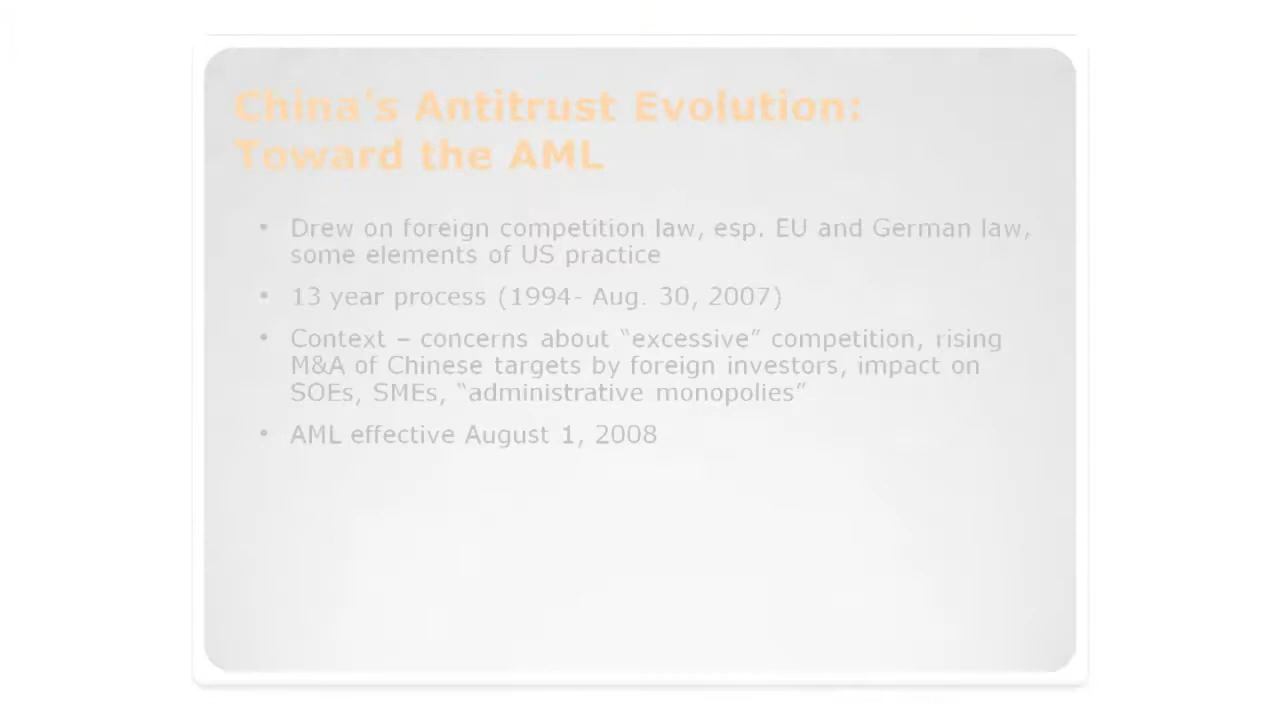 China's Antitrust Evolution:
Toward the AML
• Drew on foreign competition law, esp. EU and German law,
some elements of US practice
• 13 year process (1994- Aug. 30, 2007)
• Context – concerns about “excessive” competition, rising
M&A of Chinese targets by foreign investors, impact on
SOEs, SMEs, “administrative monopolies”
• AML effective August 1, 2008